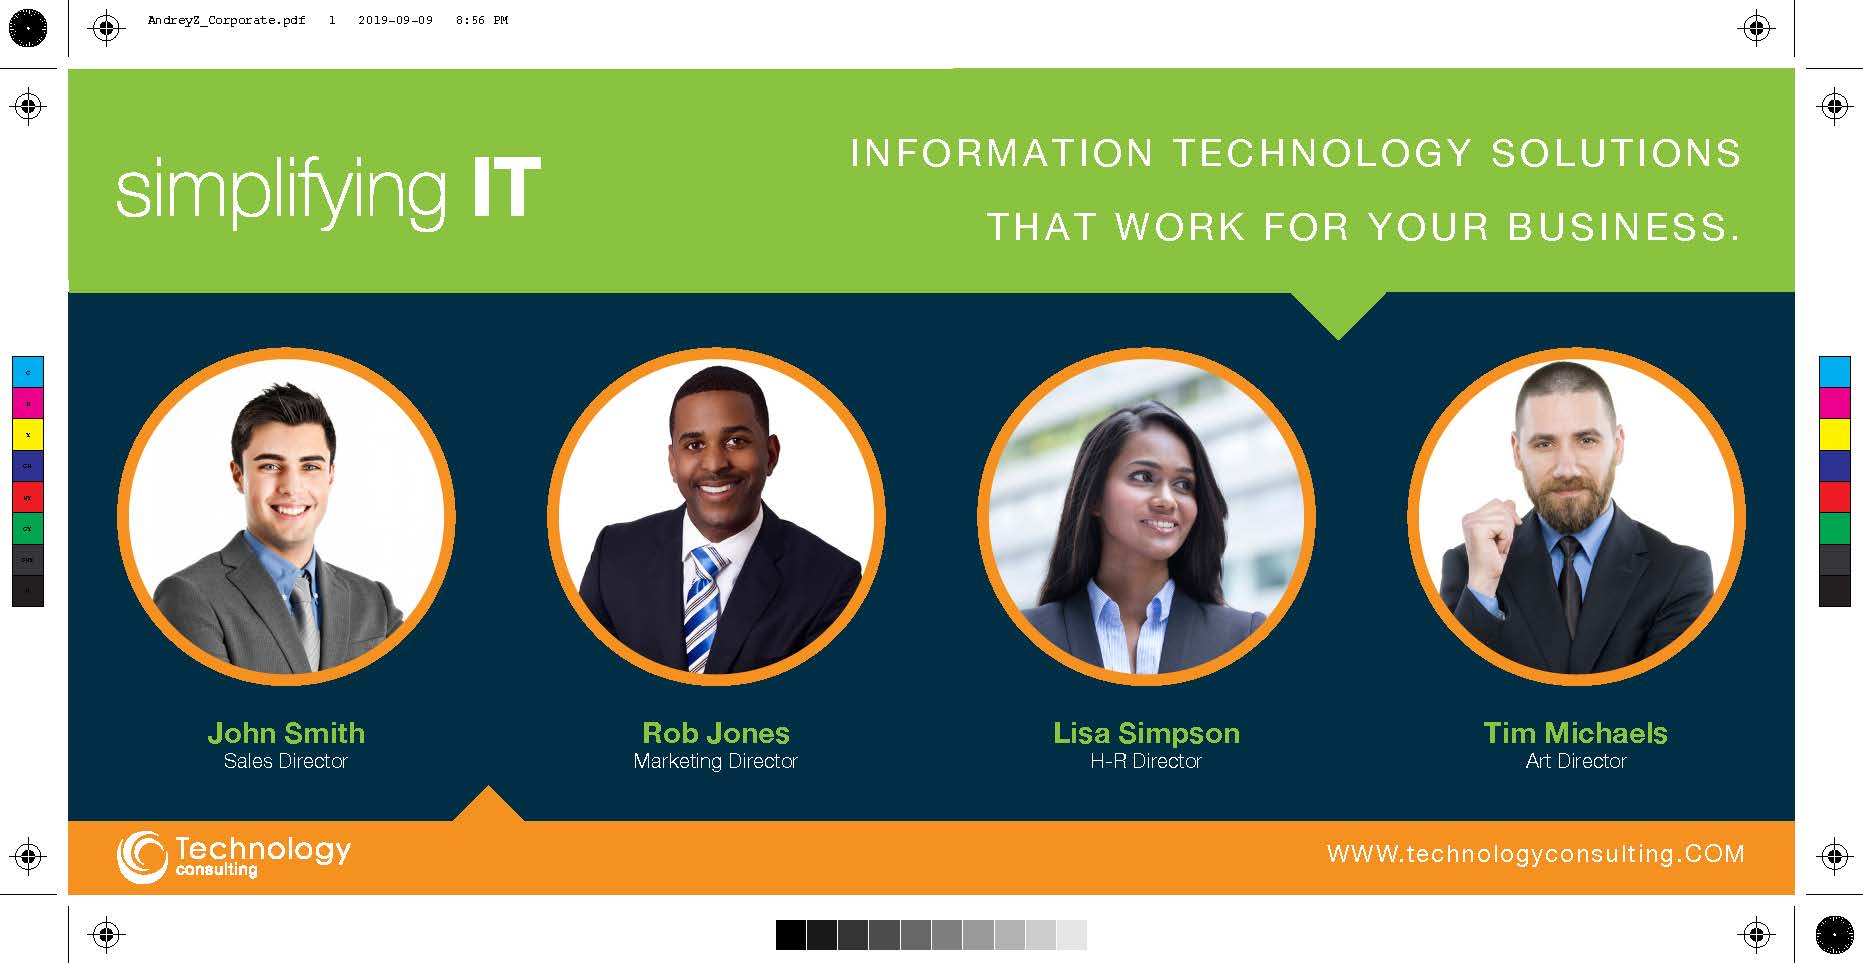 AndreyZ_Corporate.pdf 1 2019-09-09 8:56 PM
simplifying IT
INFORMATION TECHNOLOGY SOLUTIONS
THAT WORK FOR YOUR BUSINESS.
John Smith
Sales Director
Rob Jones
Marketing Director
Lisa Simpson
H-R Director
Tim Michaels
Art Director
Technology
consulting
WWW.technologyconsulting.COM